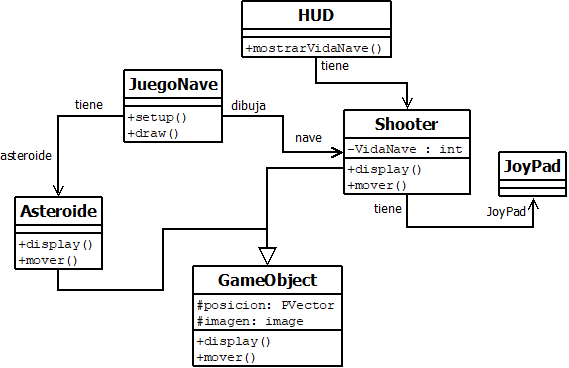 HUD
+mostrarVidaNave()
tiene
JuegoNave
+setup()
+draw()
tiene
dibuja
nave
asteroide
Shooter
-VidaNave : int
+display()
+mover()
JoyPad
tiene
JoyPad
Asteroide
+display()
+mover()
GameObject
#posicion: PVector
#imagen: image
+display()
+mover()